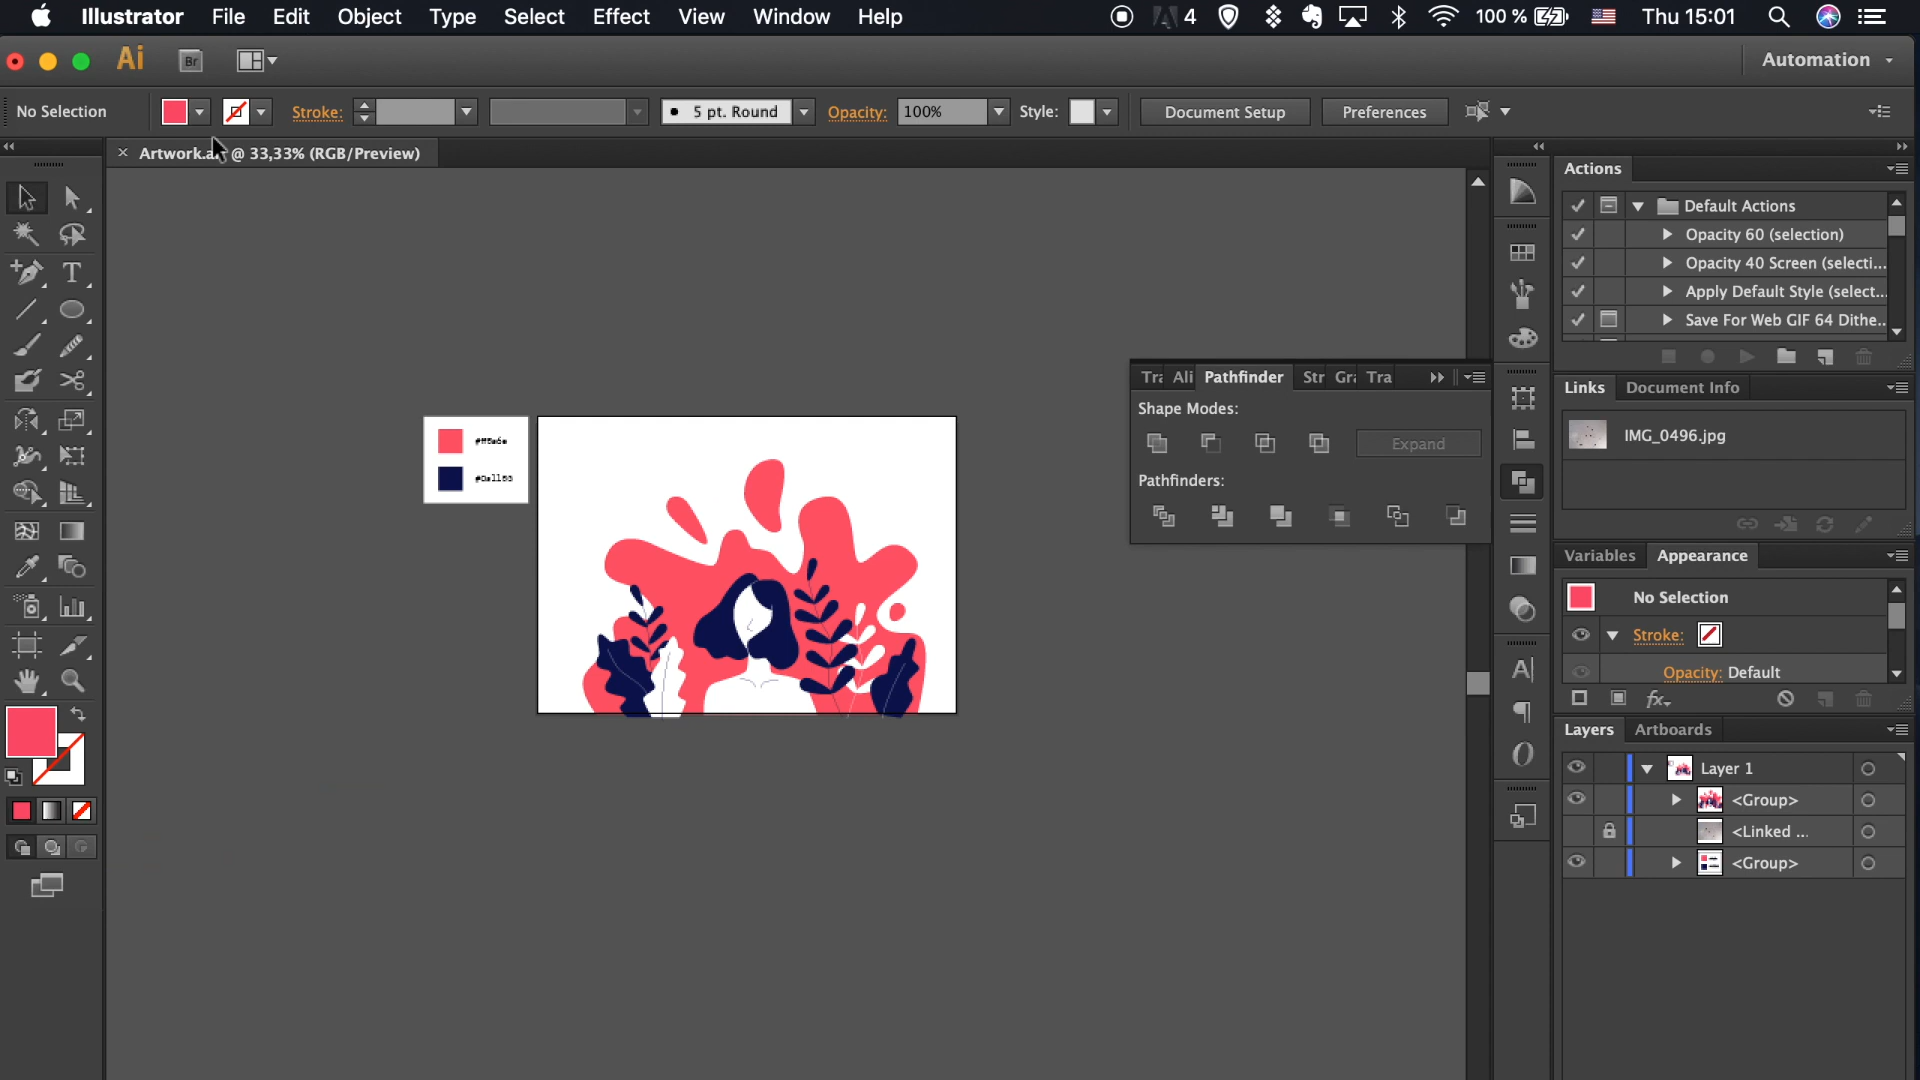 Illustrator File Edit Object Type Select Effect View Window Help 4 100 % Thu 15:01
Ai Br Automation
No Selection Stroke: 5 pt. Round Opacity: 100% Style: Document Setup Preferences
@ 33,33% (RGB/Preview)
Actions
Default Actions
Opacity 60 (selection)
Opacity 40 Screen (selecti...
Apply Default Style (select...
Save For Web GIF 64 Dithe...
Links Document Info
IMG_0496.jpg
Tra Ali Pathfinder Str Gra Tra
Shape Modes:
Expand
Pathfinders:
Variables Appearance
No Selection
Stroke:
Opacity: Default
Layers Artboards
Layer 1
<Group>
<Linked ...
<Group>